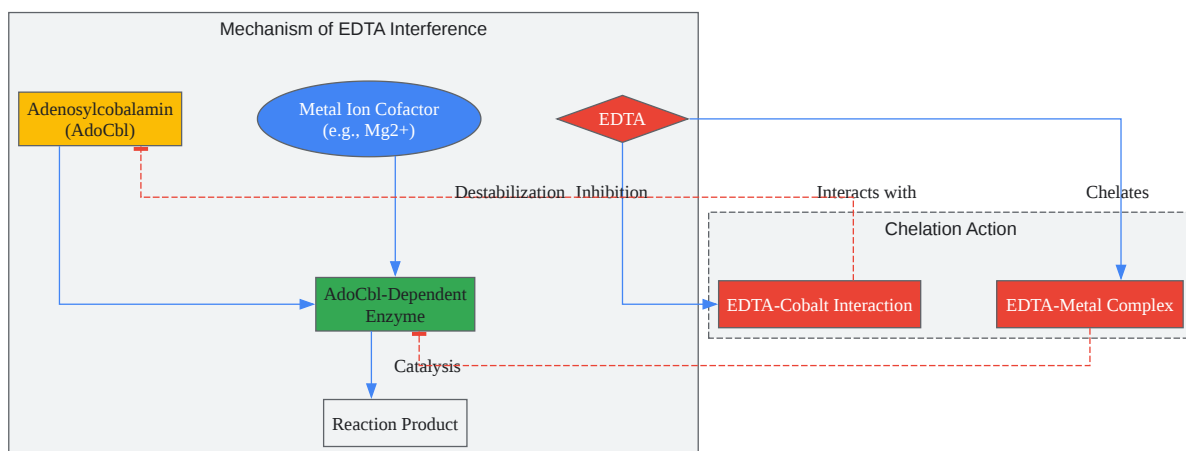 Mechanism of EDTA Interference
Adenosylcobalamin
(AdoCbl)
Metal Ion Cofactor
(e.g., Mg2+)
EDTA
Destabilization
Inhibition
Interacts with
Chelates
Chelation Action
AdoCbl-Dependent
Enzyme
EDTA-Cobalt Interaction
EDTA-Metal Complex
Catalysis
Reaction Product